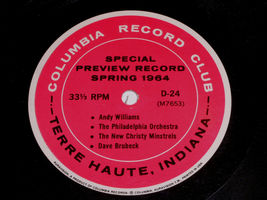 COLUMBIA RECORD CLUB
SPECIAL
PREVIEW RECORD
SPRING 1964
33⅓ RPM
D-24
(M7653)
• Andy Williams
• The Philadelphia Orchestra
• The New Christy Minstrels
• Dave Brubeck
TERRE HAUTE, INDIANA